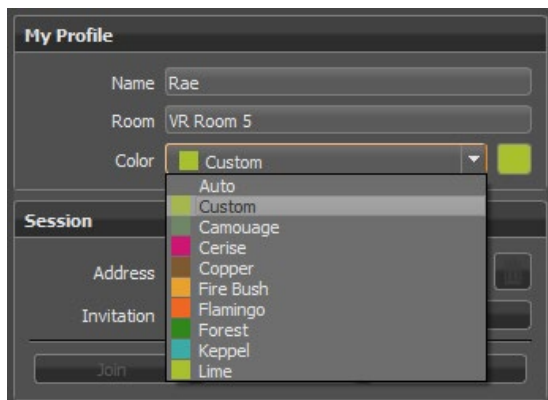 My Profile
Name Rae
Room VR Room 5
Color Custom
Auto
Custom
Session
Camouage
Cerise
Address
Copper
Fire Bush
Invitation
Flamingo
Forest
Keppel
Join
Lime